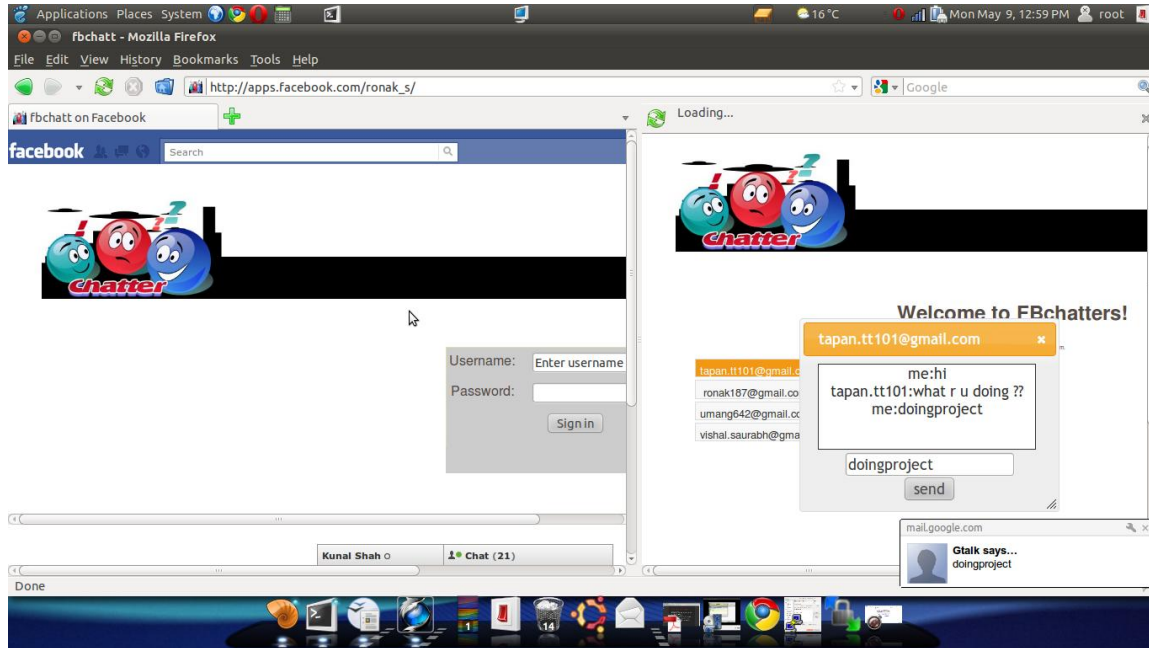 Applications Places System
16°C
Mon May 9, 12:59 PM
root
fbchatt - Mozilla Firefox
File Edit View History Bookmarks Tools Help
http://apps.facebook.com/ronak_s/
Google
fbchatt on Facebook
Loading...
facebook
Search
chatter
chatter
Welcome to FBchatters!
Username:
Enter username
Password:
Sign in
tapan.tt101@gmail.c
ronak187@gmail.co
umang642@gmail.co
vishal.saurabh@gma
tapan.tt101@gmail.com
me:hi
tapan.tt101:what r u doing ??
me:doingproject
doingproject
send
mail.google.com
Gtalk says...
doingproject
Kunal Shah
Chat (21)
Done
1
14